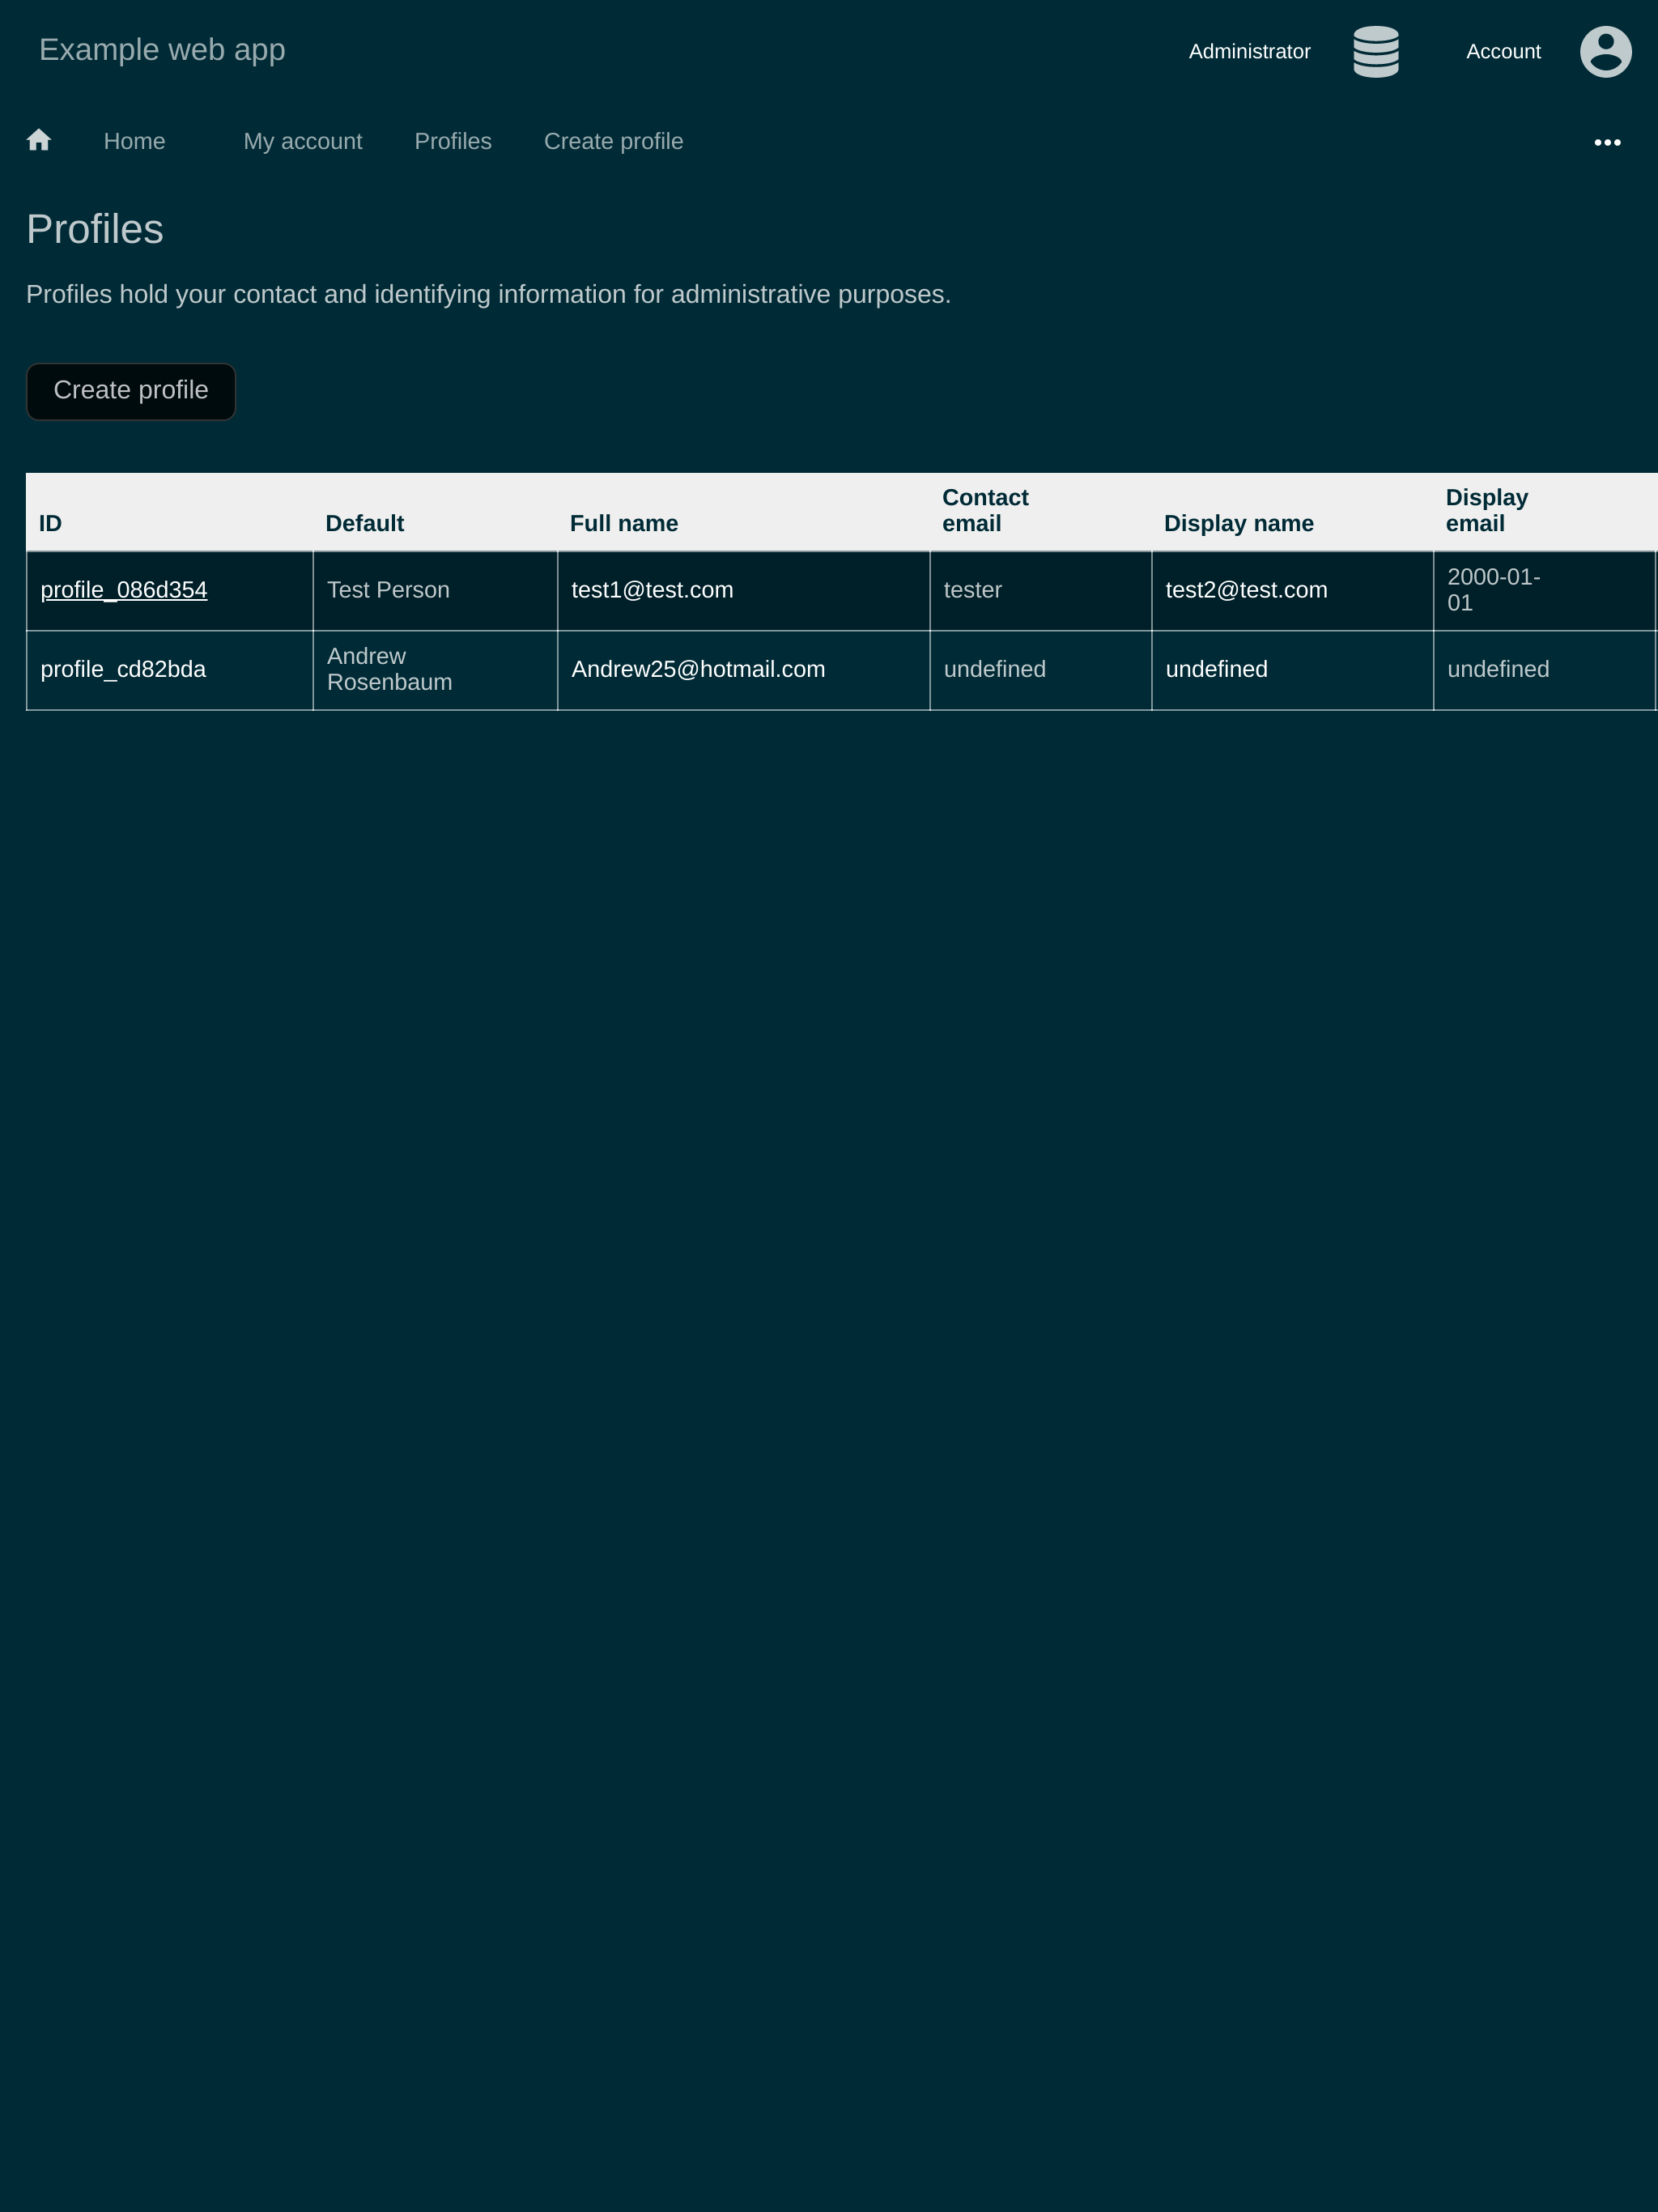 Example web app
Administrator
Account
Home
My account
Profiles
Create profile
Profiles
Profiles hold your contact and identifying information for administrative purposes.
Create profile
ID
Default
Full name
Contact
email
Display name
Display
email
profile_086d354
Test Person
test1@test.com
tester
test2@test.com
2000-01-
01
profile_cd82bda
Andrew
Rosenbaum
Andrew25@hotmail.com
undefined
undefined
undefined